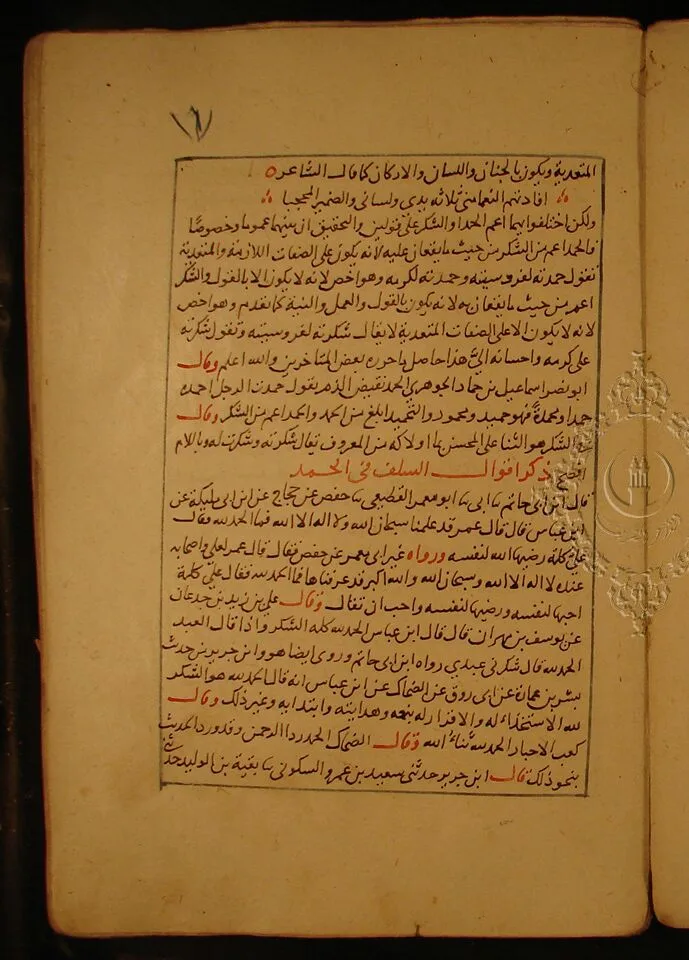 المتعدية ويكون بالجنان واللسان والاركان كما قال الشاعر
افادتكم النعما مني ثلاثة يدي ولساني والضمير المحجبا
ولكن اختلفوا ايهما اعم الحمد او الشكر على قولين والتحقيق ان بينهما عموما وخصوصا
فالحمد اعم من الشكر من حيث ما يقعان عليه لانه يكون على الصفات اللازمة والمتعدية
تقول حمدته لفروسيته وحمدته لكرمه وهو اخص لانه لا يكون الا بالقول والشكر
اعم من حيث ما يقعان به لانه يكون بالقول والعمل والنية كما تقدم وهو اخص
لانه لا يكون الا على الصفات المتعدية لا يقال شكرته لفروسيته وتقول شكرته
على كرمه واحسانه الي هذا حاصل ما حرره بعض المتاخرين والله اعلم وقال
ابو نصر اسماعيل بن حماد الجوهري الحمد نقيض الذم يقول حمدت الرجل احمده
حمدا ومحمدة فهو حميد ومحمود والتحميد ابلغ من الحمد والحمد اعم من الشكر وقال
في الشكر هو الثنا على المحسن بما اولاكه من المعروف يقال شكرته وشكرت له وباللام
افصح ذكر اقوال السلف في الحمد
قال ابن ابي حاتم ثنا ابي ثنا ابو معمر القطيعي ثنا حفص عن حجاج عن ابن ابي مليكة عن
ابن عباس قال قال عمر قد علمنا سبحان الله ولا اله الا الله فما الحمد لله فقال
علي كلمة رضيها الله لنفسه ورواه غير ابي معمر عن حفص فقال قال عمر لعلي واصحابه
عنده لا اله الا الله وسبحان الله والله اكبر قد عرفناها فما الحمد لله فقال علي كلمة
احبها لنفسه ورضيها لنفسه واحب ان تقال وقال علي بن زيد بن جدعان
عن يوسف بن مهران قال قال ابن عباس الحمد لله كلمة الشكر واذا قال العبد
الحمد لله قال شكرني عبدي رواه ابن ابي حاتم وروى ايضا هو وابن جرير من حديث
بشر بن عمارة عن ابي روق عن الضحاك عن ابن عباس انه قال الحمد لله هو الشكر
لله الاستخذاء له والاقرار له بنعمه وهدايته وابتدايه وغير ذلك وقال
كعب الاحبار الحمد لله ثناء الله وقال الضحاك الحمد ردا الرحمن وقد ورد الحديث
بنحو ذلك قال ابن جرير حدثني سعيد بن عمرو السكوني ثنا بقية بن الوليد حدثني